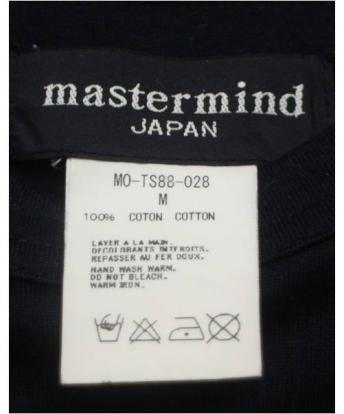 mastermind
JAPAN
MO-TS88-028
M
100% COTON COTTON
LAVER A LA MAIN.
DECOLORANTS INTERDITS.
REPASSER AU FER DOUX.
HAND WASH WARM.
DO NOT BLEACH.
WARM IRON.